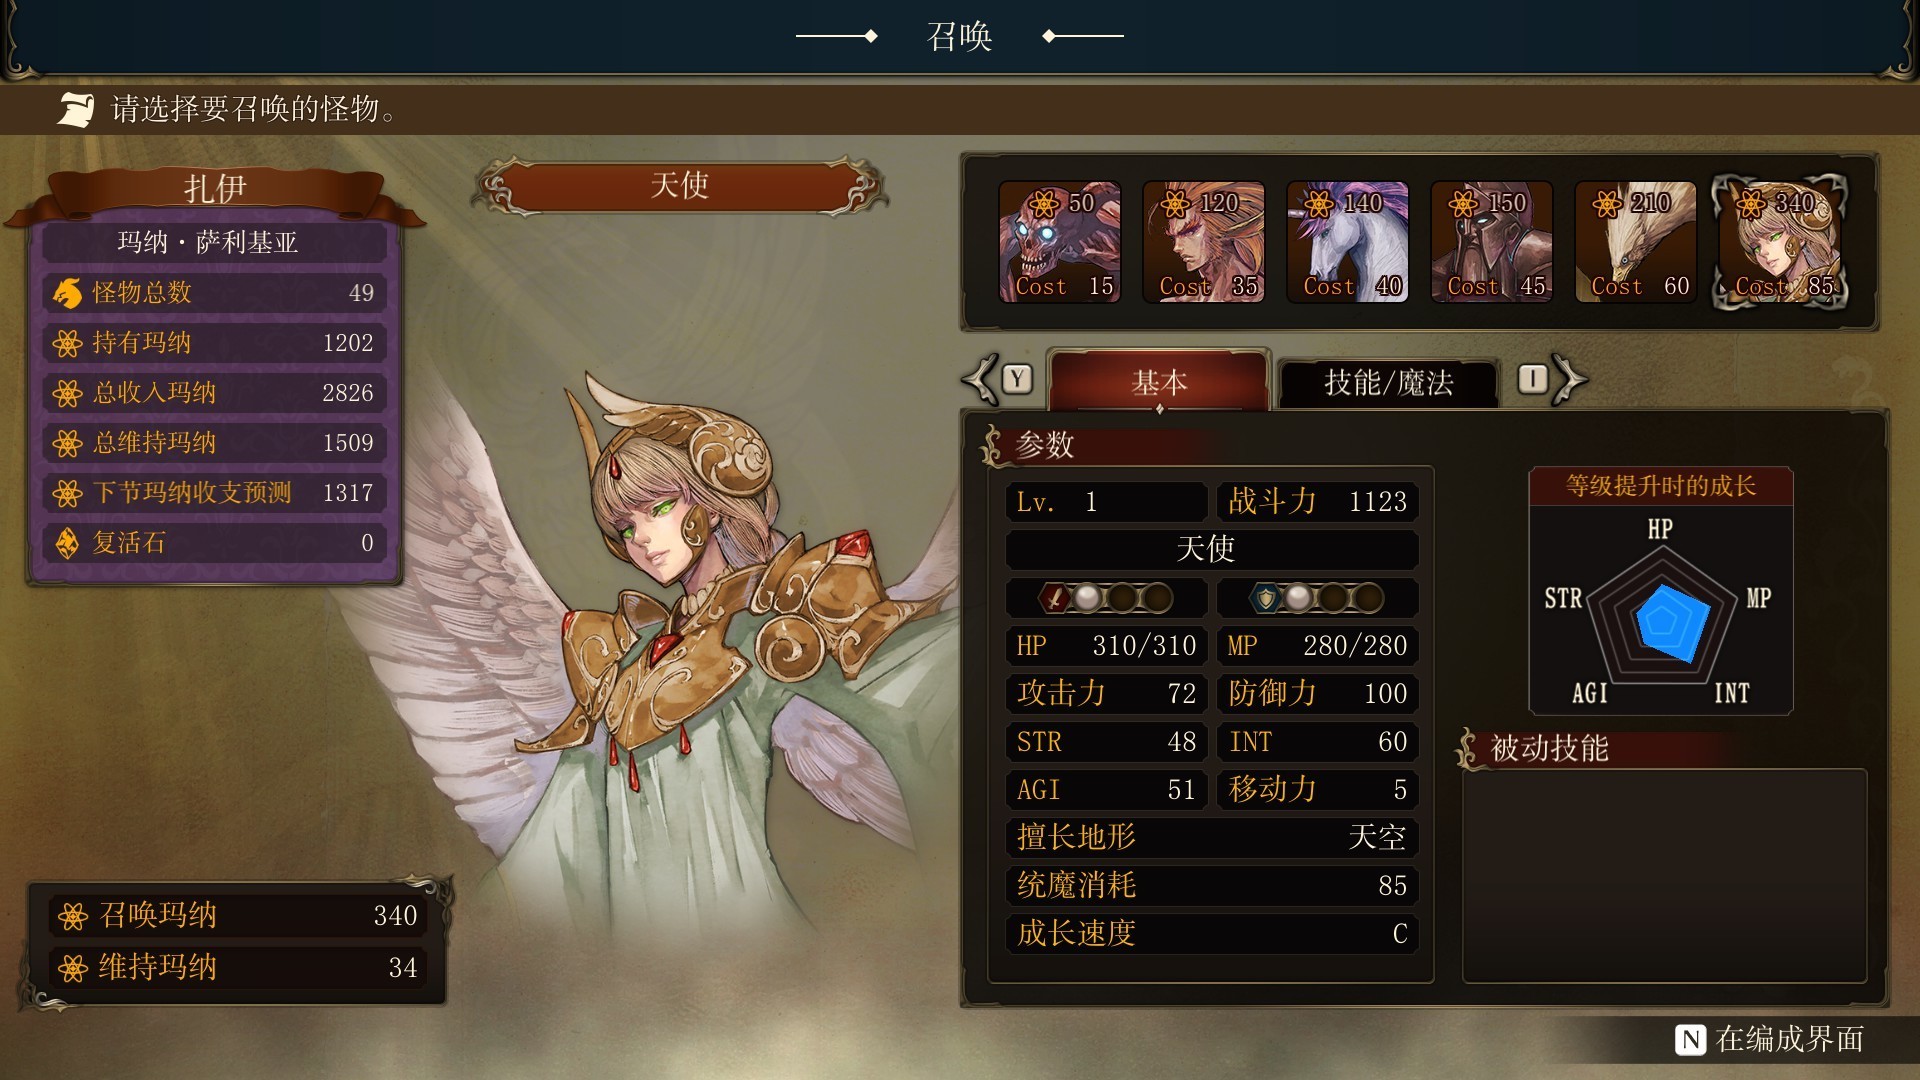 召唤
请选择要召唤的怪物。
扎伊
玛纳・萨利基亚
怪物总数 49
持有玛纳 1202
总收入玛纳 2826
总维持玛纳 1509
下节玛纳收支预测 1317
复活石 0
天使
50 120 140 150 210 340
Cost 15 Cost 35 Cost 40 Cost 45 Cost 60 Cost 85
Y 基本 技能/魔法 I
参数
Lv. 1 战斗力 1123
天使
HP 310/310 MP 280/280
攻击力 72 防御力 100
STR 48 INT 60
AGI 51 移动力 5
擅长地形 天空
统魔消耗 85
成长速度 C
等级提升时的成长
HP
STR MP
AGI INT
被动技能
召唤玛纳 340
维持玛纳 34
N 在编成界面